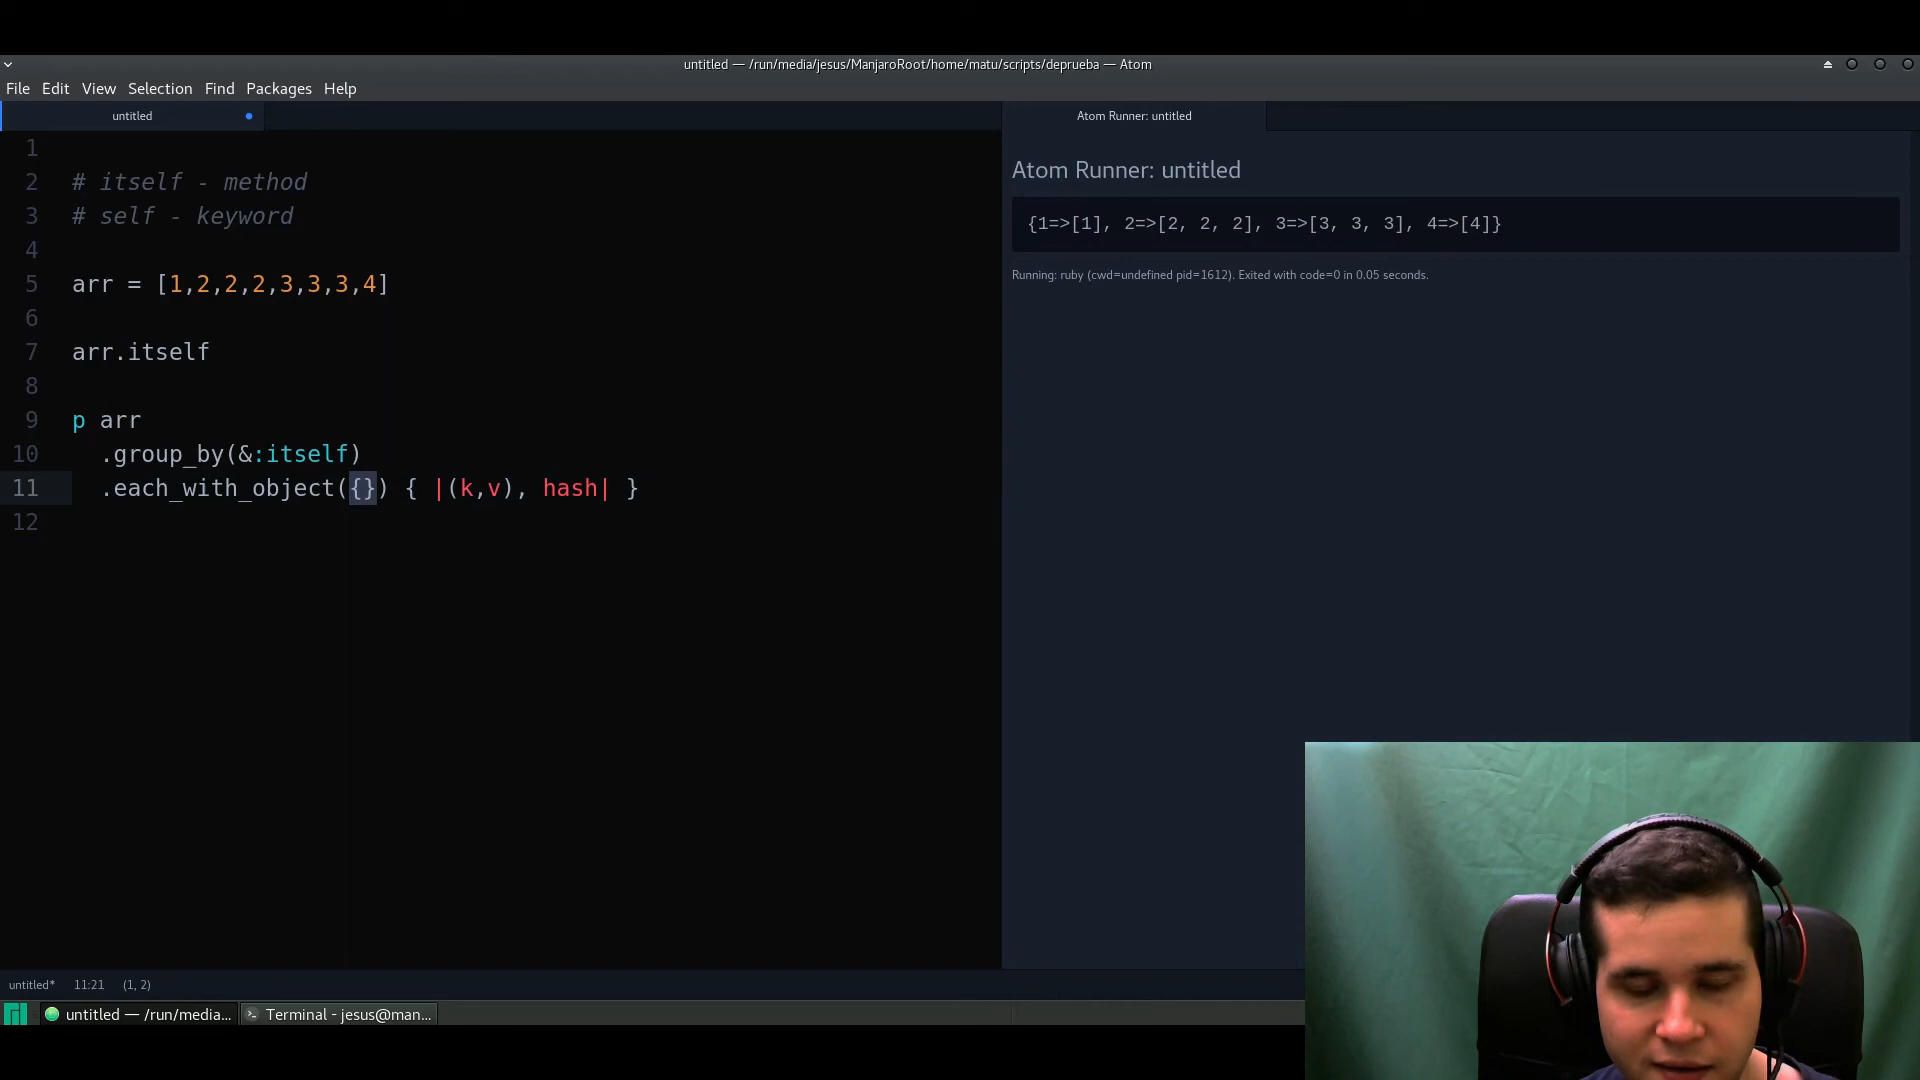 untitled — /run/media/jesus/ManjaroRoot/home/matu/scripts/deprueba — Atom
File Edit View Selection Find Packages Help
untitled
Atom Runner: untitled
1
2 # itself - method
3 # self - keyword
4
5 arr = [1,2,2,2,3,3,3,4]
6
7 arr.itself
8
9 p arr
10 .group_by(&:itself)
11 .each_with_object({}) { |(k,v), hash| }
12
Atom Runner: untitled
{1=>[1], 2=>[2, 2, 2], 3=>[3, 3, 3], 4=>[4]}
Running: ruby (cwd=undefined pid=1612). Exited with code=0 in 0.05 seconds.
untitled* 11:21 (1, 2)
untitled — /run/media... Terminal - jesus@man...